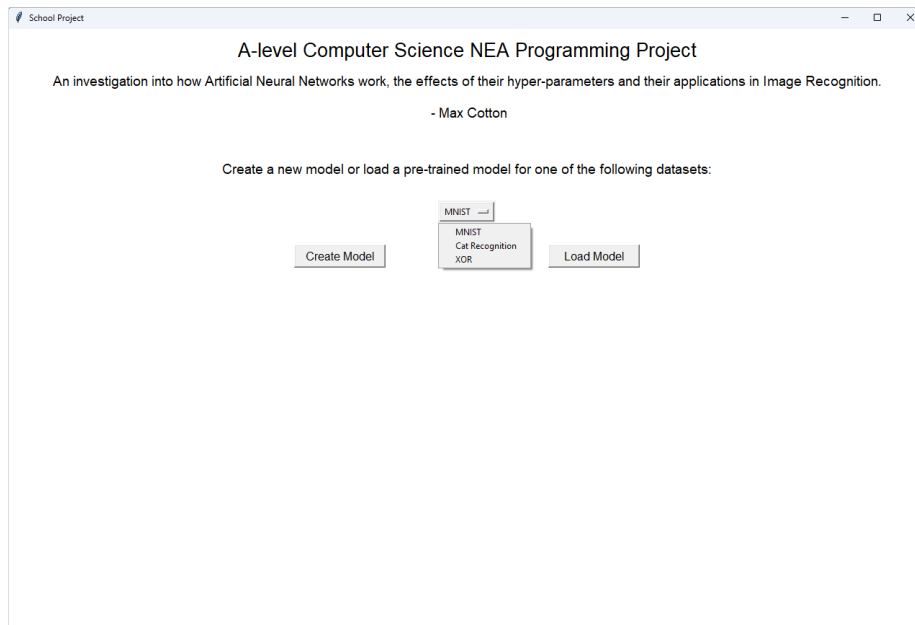 School Project
A-level Computer Science NEA Programming Project
An investigation into how Artificial Neural Networks work, the effects of their hyper-parameters and their applications in Image Recognition.
- Max Cotton
Create a new model or load a pre-trained model for one of the following datasets:
MNIST
MNIST
Cat Recognition
XOR
Create Model
Load Model